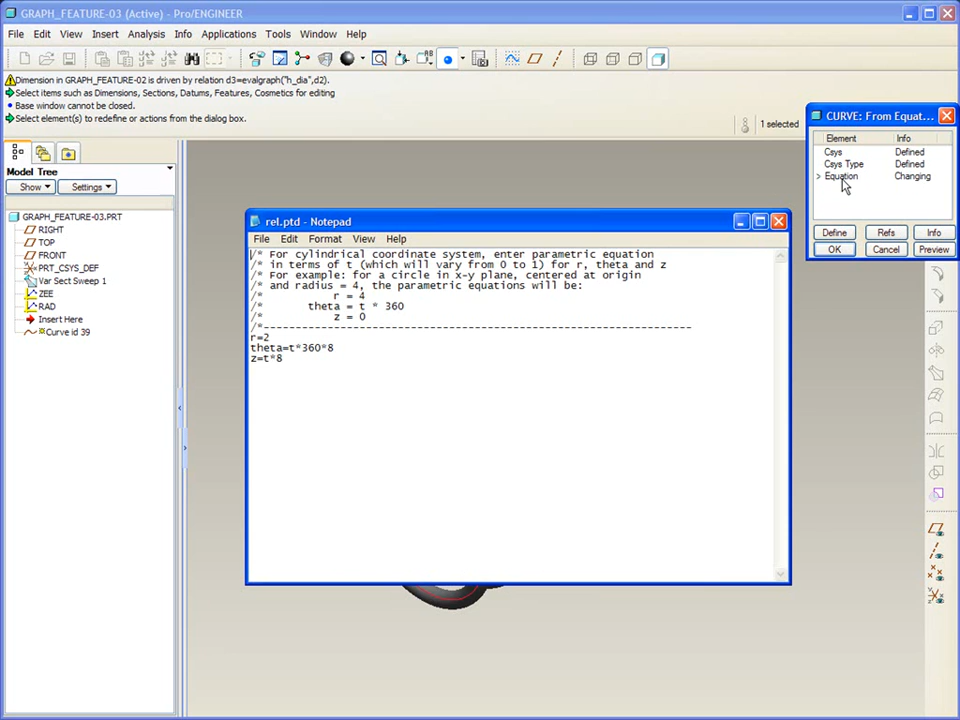 GRAPH_FEATURE-03 (Active) - Pro/ENGINEER
File Edit View Insert Analysis Info Applications Tools Window Help
Dimension in GRAPH_FEATURE-02 is driven by relation d3=evalgraph("h_dia",d2).
Select items such as Dimensions, Sections, Datums, Features, Cosmetics for editing
Base window cannot be closed.
Select element(s) to redefine or actions from the dialog box.
1 selected
Model Tree
Show Settings
GRAPH_FEATURE-03.PRT
RIGHT
TOP
FRONT
PRT_CSYS_DEF
Var Sect Sweep 1
ZEE
RAD
Insert Here
Curve id 39
rel.ptd - Notepad
File Edit Format View Help
/* For cylindrical coordinate system, enter parametric equation
/* in terms of t (which will vary from 0 to 1) for r, theta and z
/* For example: for a circle in x-y plane, centered at origin
/* and radius = 4, the parametric equations will be:
/* r = 4
/* theta = t * 360
/* z = 0
/*-------------------------------------------------------------------
r=2
theta=t*360*8
z=t*8
CURVE: From Equat...
Element Info
Csys Defined
Csys Type Defined
> Equation Changing
Define Refs Info
OK Cancel Preview